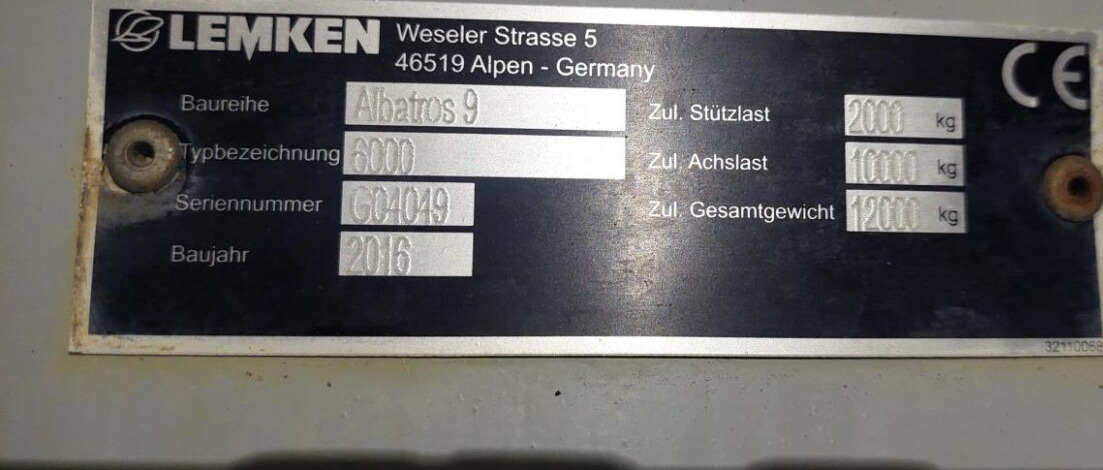 LEMKEN Weseler Strasse 5
46519 Alpen - Germany
CE
Baureihe Albatros 9 Zul. Stützlast 2000 kg
Typbezeichnung 6000 Zul. Achslast 10000 kg
Seriennummer G04049 Zul. Gesamtgewicht 12000 kg
Baujahr 2016
32110068